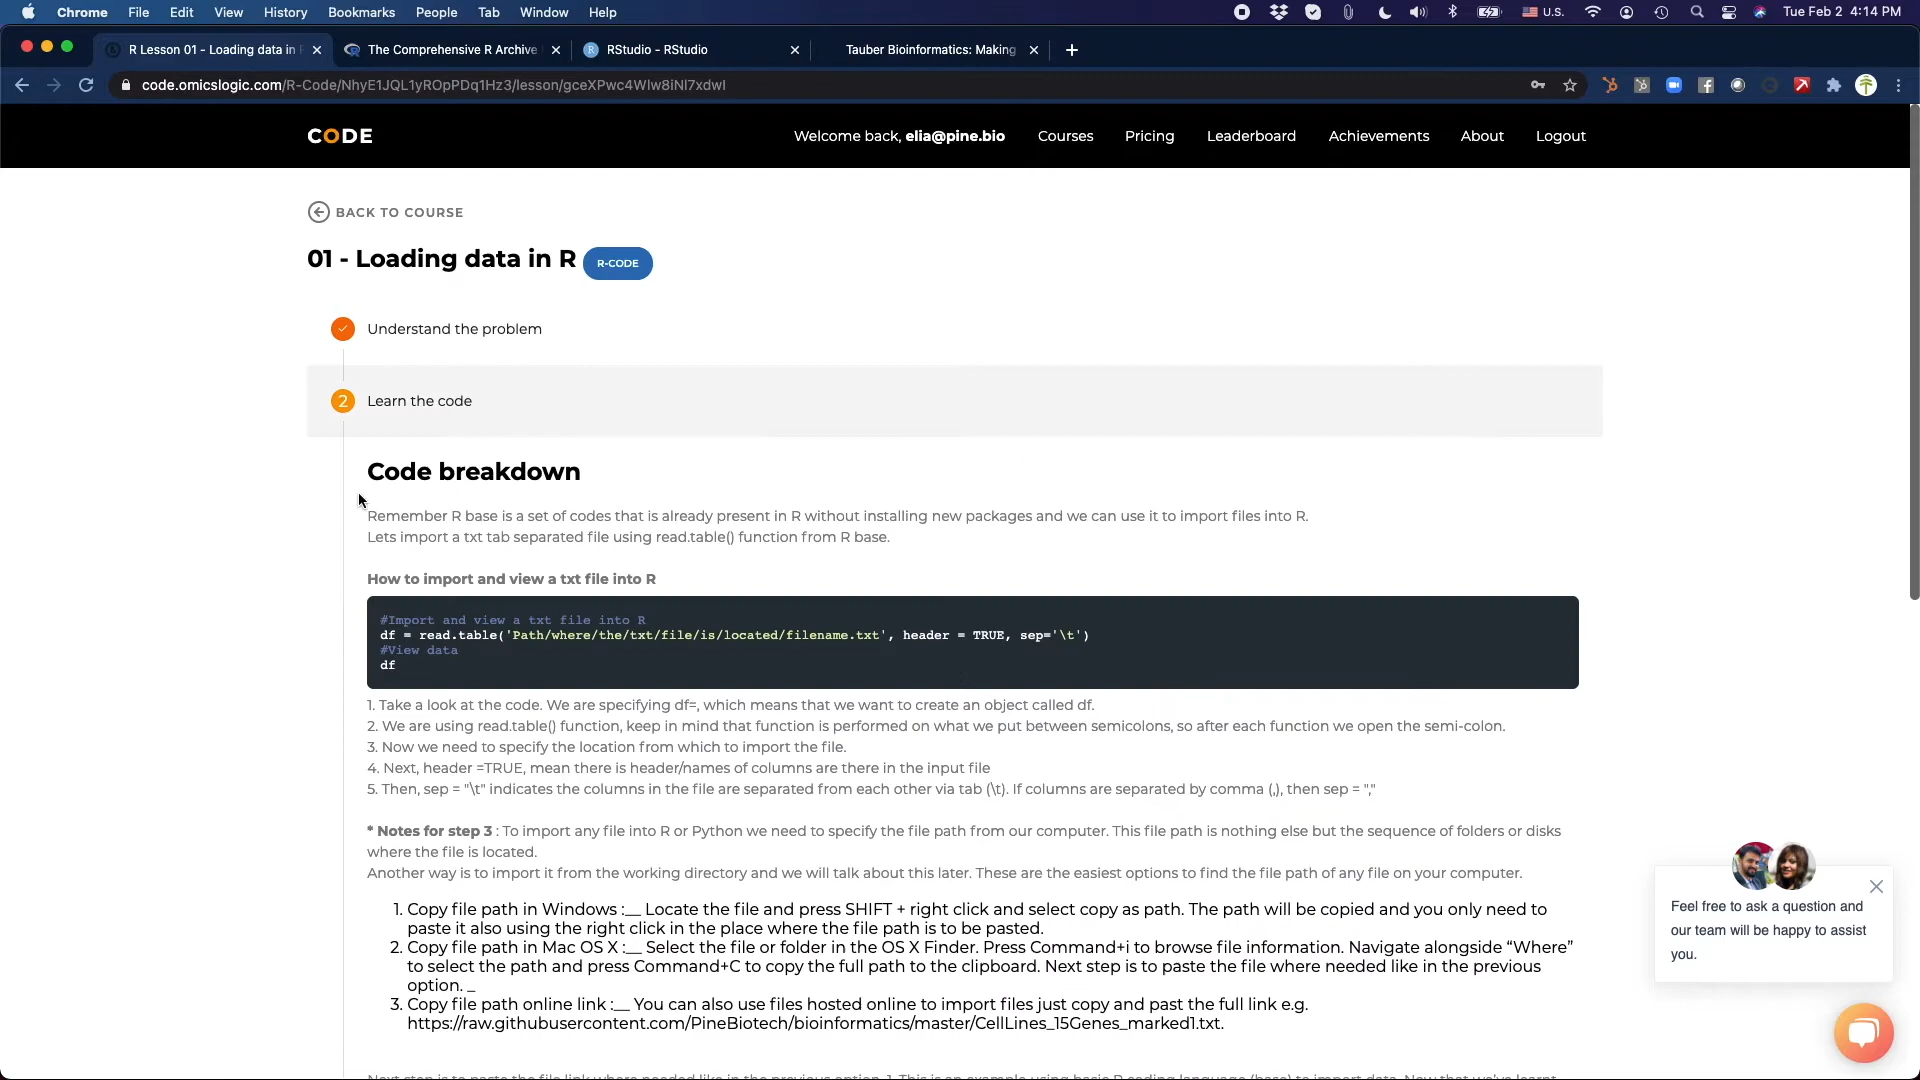 Chrome File Edit View History Bookmarks People Tab Window Help U.S. Tue Feb 2 4:14 PM
R Lesson 01 - Loading data in The Comprehensive R Archive RStudio - RStudio Tauber Bioinformatics: Making
code.omicslogic.com/R-Code/NhyE1JQL1yROpPDq1Hz3/lesson/gceXPwc4Wlw8iNl7xdwI
CODE Welcome back, elia@pine.bio Courses Pricing Leaderboard Achievements About Logout
BACK TO COURSE
01 - Loading data in R R-CODE
Understand the problem
2 Learn the code
Code breakdown
Remember R base is a set of codes that is already present in R without installing new packages and we can use it to import files into R.
Lets import a txt tab separated file using read.table() function from R base.
How to import and view a txt file into R
#Import and view a txt file into R
df = read.table('Path/where/the/txt/file/is/located/filename.txt', header = TRUE, sep='\t')
#View data
df
1. Take a look at the code. We are specifying df=, which means that we want to create an object called df.
2. We are using read.table() function, keep in mind that function is performed on what we put between semicolons, so after each function we open the semi-colon.
3. Now we need to specify the location from which to import the file.
4. Next, header =TRUE, mean there is header/names of columns are there in the input file
5. Then, sep = "\t" indicates the columns in the file are separated from each other via tab (\t). If columns are separated by comma (,), then sep = ","
* Notes for step 3 : To import any file into R or Python we need to specify the file path from our computer. This file path is nothing else but the sequence of folders or disks
where the file is located.
Another way is to import it from the working directory and we will talk about this later. These are the easiest options to find the file path of any file on your computer.
1. Copy file path in Windows :__ Locate the file and press SHIFT + right click and select copy as path. The path will be copied and you only need to
paste it also using the right click in the place where the file path is to be pasted.
2. Copy file path in Mac OS X :__ Select the file or folder in the OS X Finder. Press Command+i to browse file information. Navigate alongside “Where”
to select the path and press Command+C to copy the full path to the clipboard. Next step is to paste the file where needed like in the previous
option. _
3. Copy file path online link :__ You can also use files hosted online to import files just copy and past the full link e.g.
https://raw.githubusercontent.com/PineBiotech/bioinformatics/master/CellLines_15Genes_marked1.txt.
Feel free to ask a question and
our team will be happy to assist
you.